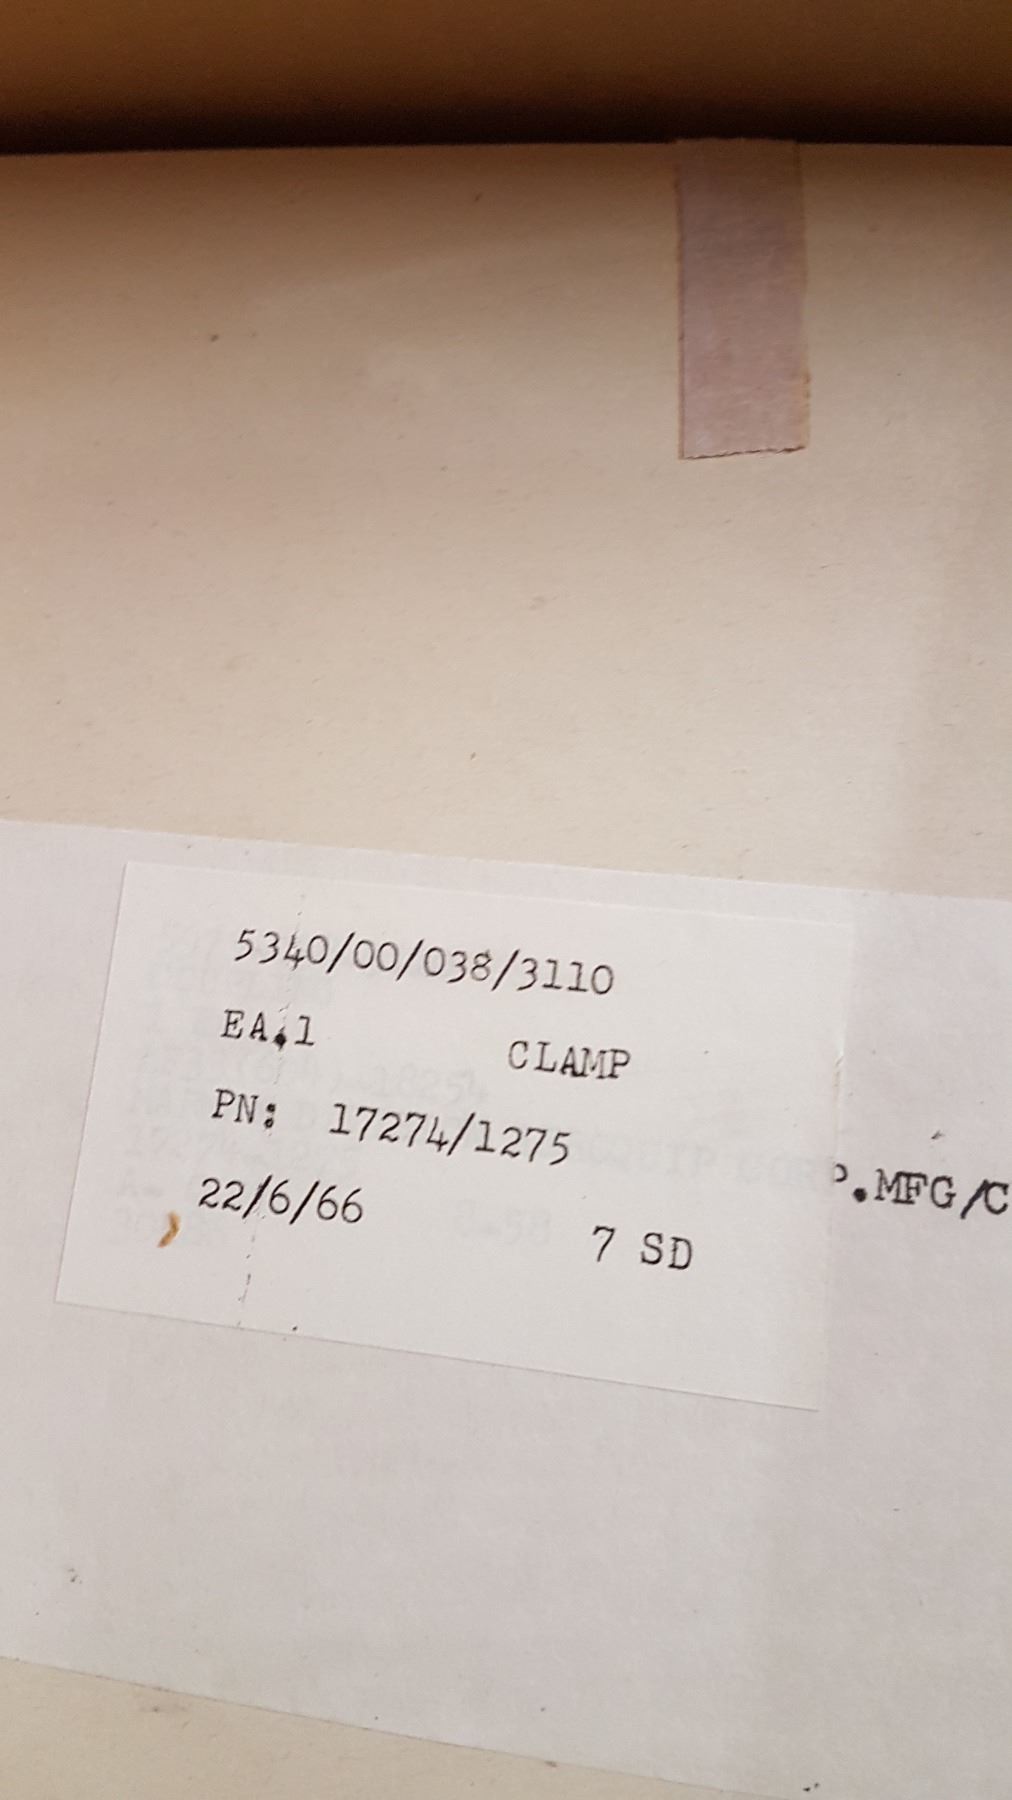 5340/00/038/3110
EA.1 CLAMP
PN: 17274/1275
.MFG/C
22/6/66 7 SD